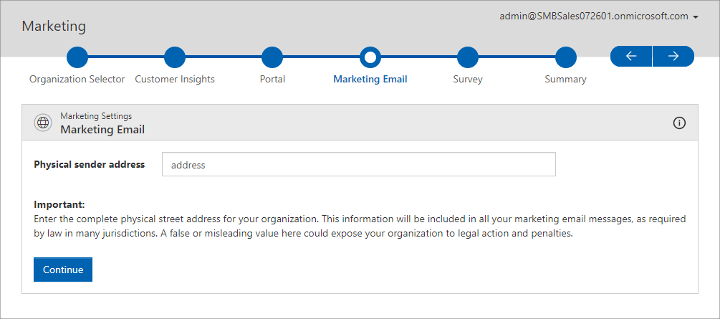 admin@SMBSales072601.onmicrosoft.com
Marketing
Organization Selector
Customer Insights
Portal
Marketing Email
Survey
Summary
Marketing Settings
Marketing Email
Physical sender address
address
Important:
Enter the complete physical street address for your organization. This information will be included in all your marketing email messages, as required
by law in many jurisdictions. A false or misleading value here could expose your organization to legal action and penalties.
Continue